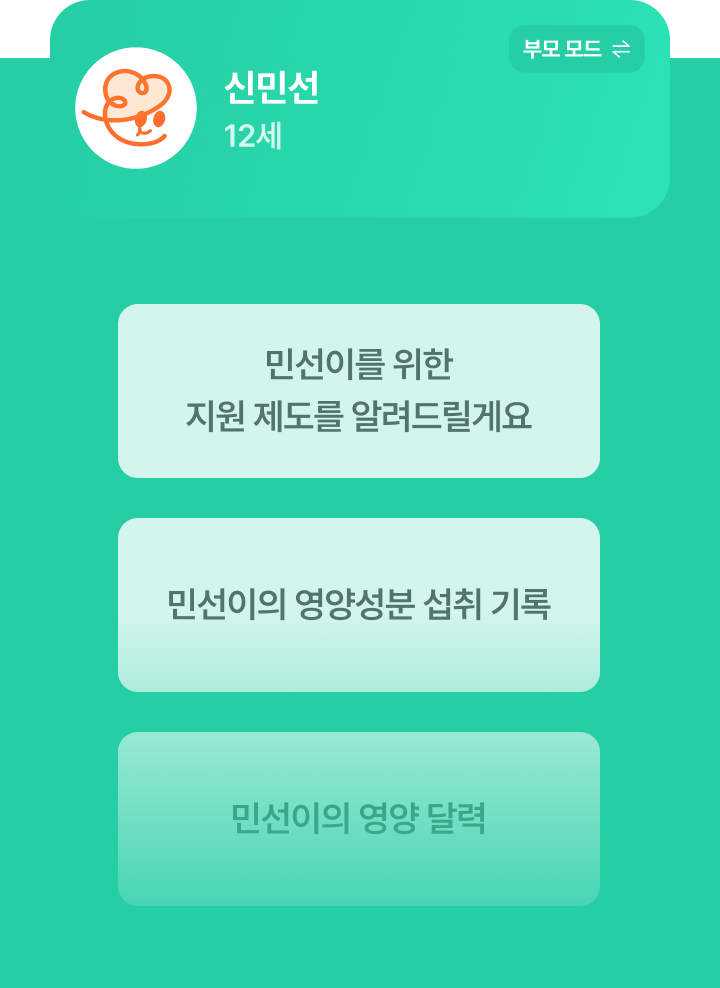 부모 모드
신민선
12세
민선이를 위한
지원 제도를 알려드릴게요
민선이의 영양성분 섭취 기록
민선이의 영양 달력